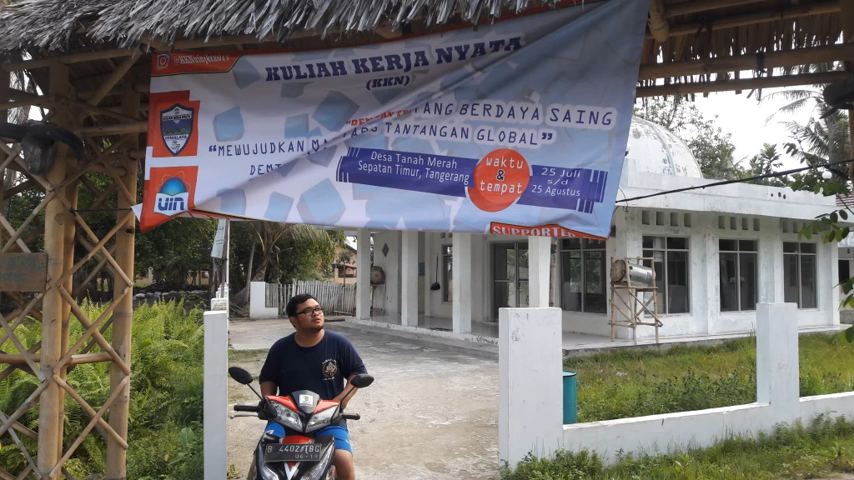 KULIAH KERJA NYATA
(KKN)
YANG BERDAYA SAING
"MEWUJUDKAN
TANTANGAN GLOBAL"
Desa Tanah Merah
Sepatan Timur, Tangerang
waktu
&
tempat
25 Juli
s/d
25 Agustus
UIN
SUPPORTER